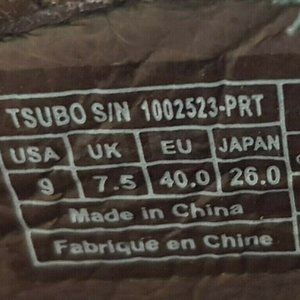 TSUBO S/N 1002523-PRT
USA UK EU JAPAN
9 7.5 40.0 26.0
Made in China
Fabrique en Chine